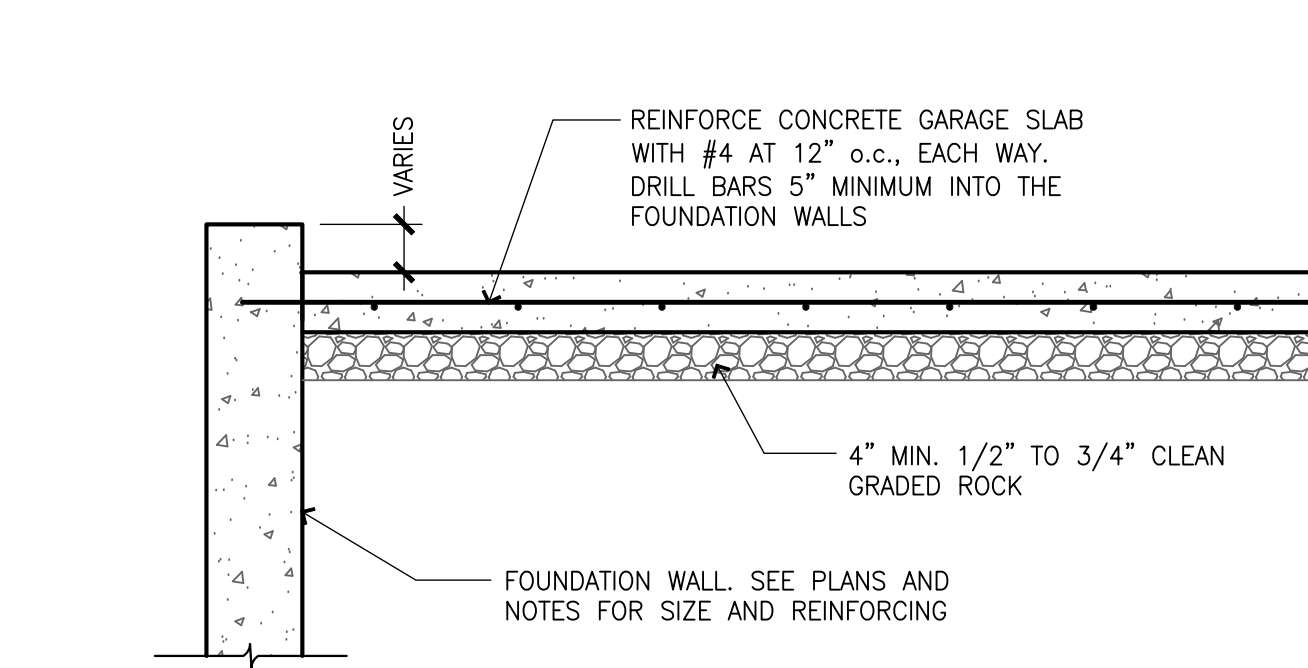 VARIES
REINFORCE CONCRETE GARAGE SLAB
WITH #4 AT 12" o.c., EACH WAY.
DRILL BARS 5" MINIMUM INTO THE
FOUNDATION WALLS
4" MIN. 1/2" TO 3/4" CLEAN
GRADED ROCK
FOUNDATION WALL. SEE PLANS AND
NOTES FOR SIZE AND REINFORCING